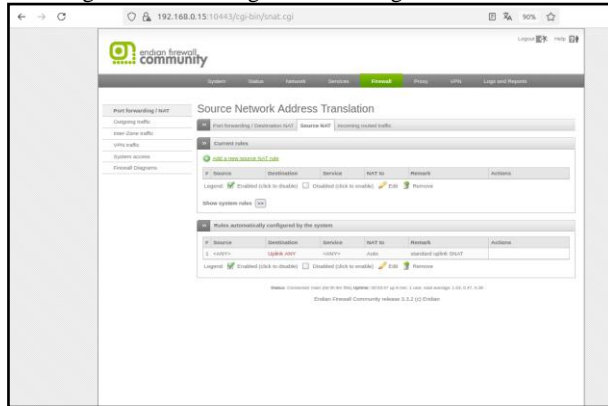 192.168.0.15:10443/cgi-bin/snat.cgi
90%
Logout Help
endian firewall
community
System Status Network Services Firewall Proxy VPN Logs and Reports
Port forwarding / NAT
Outgoing traffic
Inter-Zone traffic
VPN traffic
System access
Firewall Diagrams
Source Network Address Translation
Port forwarding / Destination NAT Source NAT Incoming routed traffic
Current rules
Add a new source NAT rule
# Source Destination Service NAT to Remark Actions
Legend: Enabled (click to disable) Disabled (click to enable) Edit Remove
Show system rules >>
Rules automatically configured by the system
# Source Destination Service NAT to Remark Actions
1 <ANY> Uplink ANY <ANY> Auto standard uplink SNAT
Legend: Enabled (click to disable) Disabled (click to enable) Edit Remove
Endian Firewall Community release 3.3.2 (c) Endian